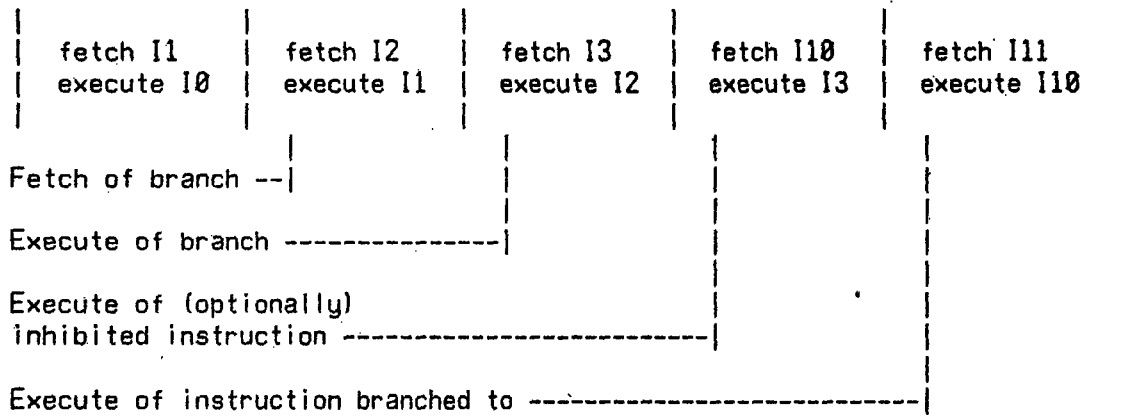 | fetch I1 | fetch I2 | fetch I3 | fetch I10 | fetch I11
| execute I0 | execute I1 | execute I2 | execute I3 | execute I10
Fetch of branch --|
Execute of branch ---------------|
Execute of (optionally)
inhibited instruction -------------------------|
Execute of instruction branched to ---------------------------|